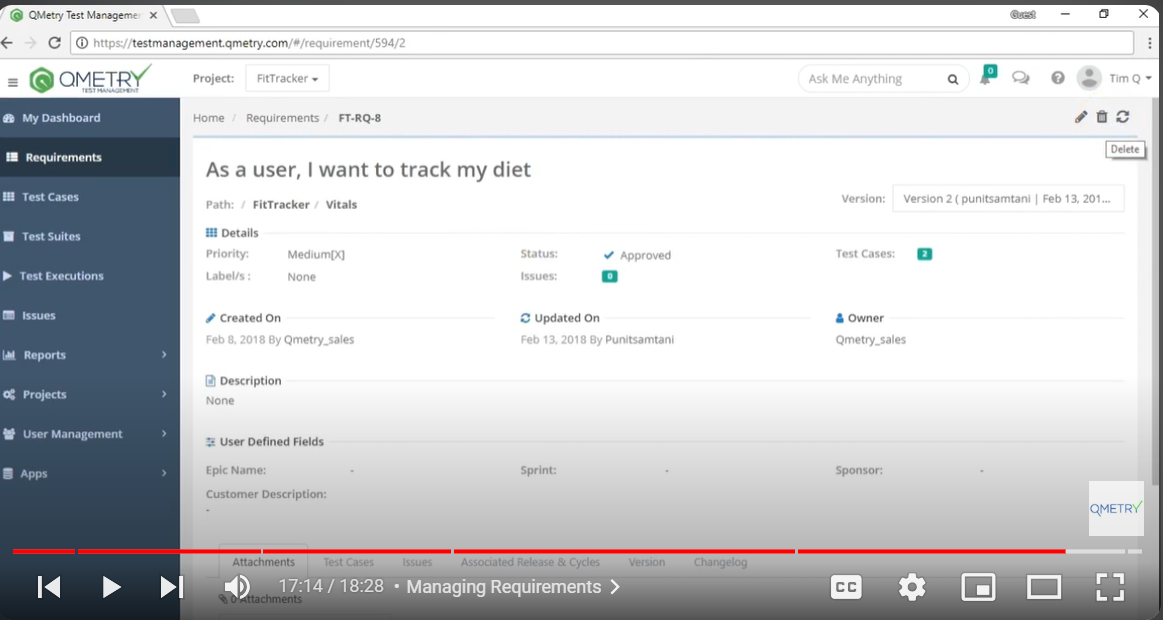 QMetry Test Managemen
Guest
https://testmanagement.qmetry.com/#/requirement/594/2
QMETRY
TEST MANAGEMENT
Project: FitTracker
Ask Me Anything
0
Tim Q
My Dashboard
Requirements
Test Cases
Test Suites
Test Executions
Issues
Reports
Projects
User Management
Apps
Home / Requirements / FT-RQ-8
Delete
As a user, I want to track my diet
Path: / FitTracker / Vitals
Version: Version 2 ( punitsamtani | Feb 13, 201...
Details
Priority: Medium[X] Status: Approved Test Cases: 2
Label/s : None Issues: 0
Created On Updated On Owner
Feb 8, 2018 By Qmetry_sales Feb 13, 2018 By Punitsamtani Qmetry_sales
Description
None
User Defined Fields
Epic Name: - Sprint: - Sponsor: -
Customer Description:
-
QMETRY
Attachments Test Cases Issues Associated Release & Cycles Version Changelog
17:14 / 18:28 • Managing Requirements
CC
0 Attachments